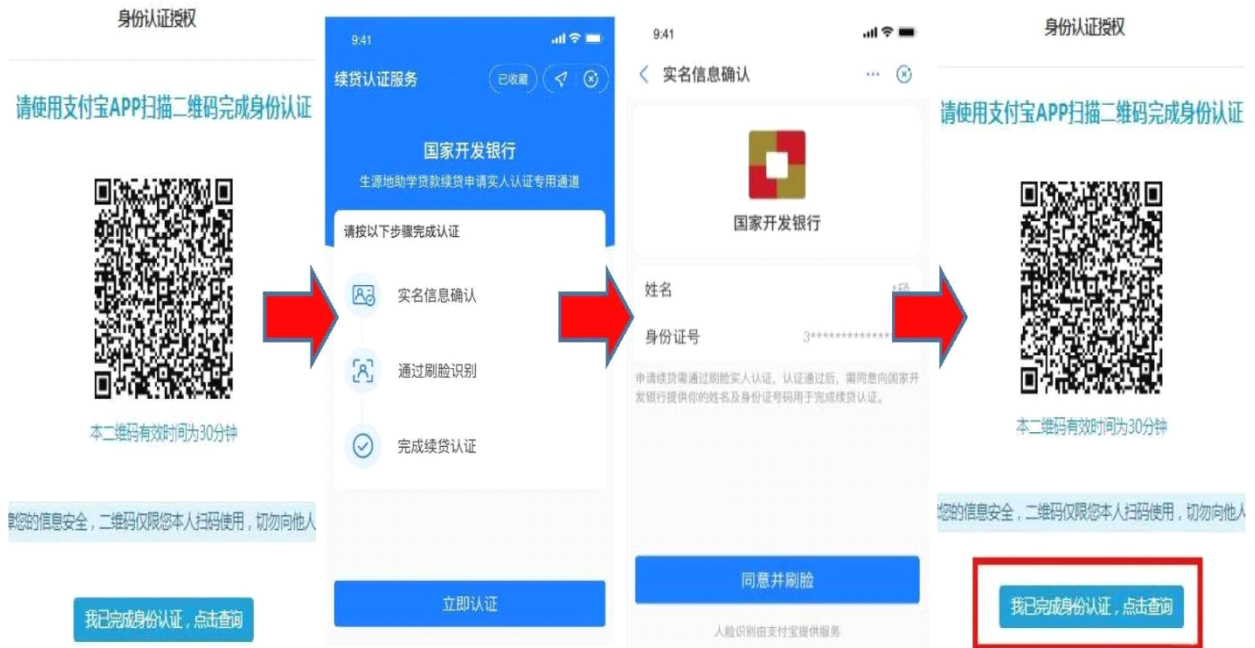 身份认证授权
请使用支付宝APP扫描二维码完成身份认证
本二维码有效时间为30分钟
您的信息安全，二维码仅限您本人扫码使用，切勿向他人
我已完成身份认证，点击查询
9:41
续贷认证服务
已收藏
国家开发银行
生源地助学贷款续贷申请实人认证专用通道
请按以下步骤完成认证
实名信息确认
通过刷脸识别
完成续贷认证
立即认证
9:41
实名信息确认
国家开发银行
姓名
身份证号 3****************
申请续贷需通过刷脸实人认证，认证通过后，需同意向国家开
发银行提供你的姓名及身份证号码用于完成续贷认证。
同意并刷脸
人脸识别由支付宝提供服务
身份认证授权
请使用支付宝APP扫描二维码完成身份认证
本二维码有效时间为30分钟
您的信息安全，二维码仅限您本人扫码使用，切勿向他人
我已完成身份认证，点击查询